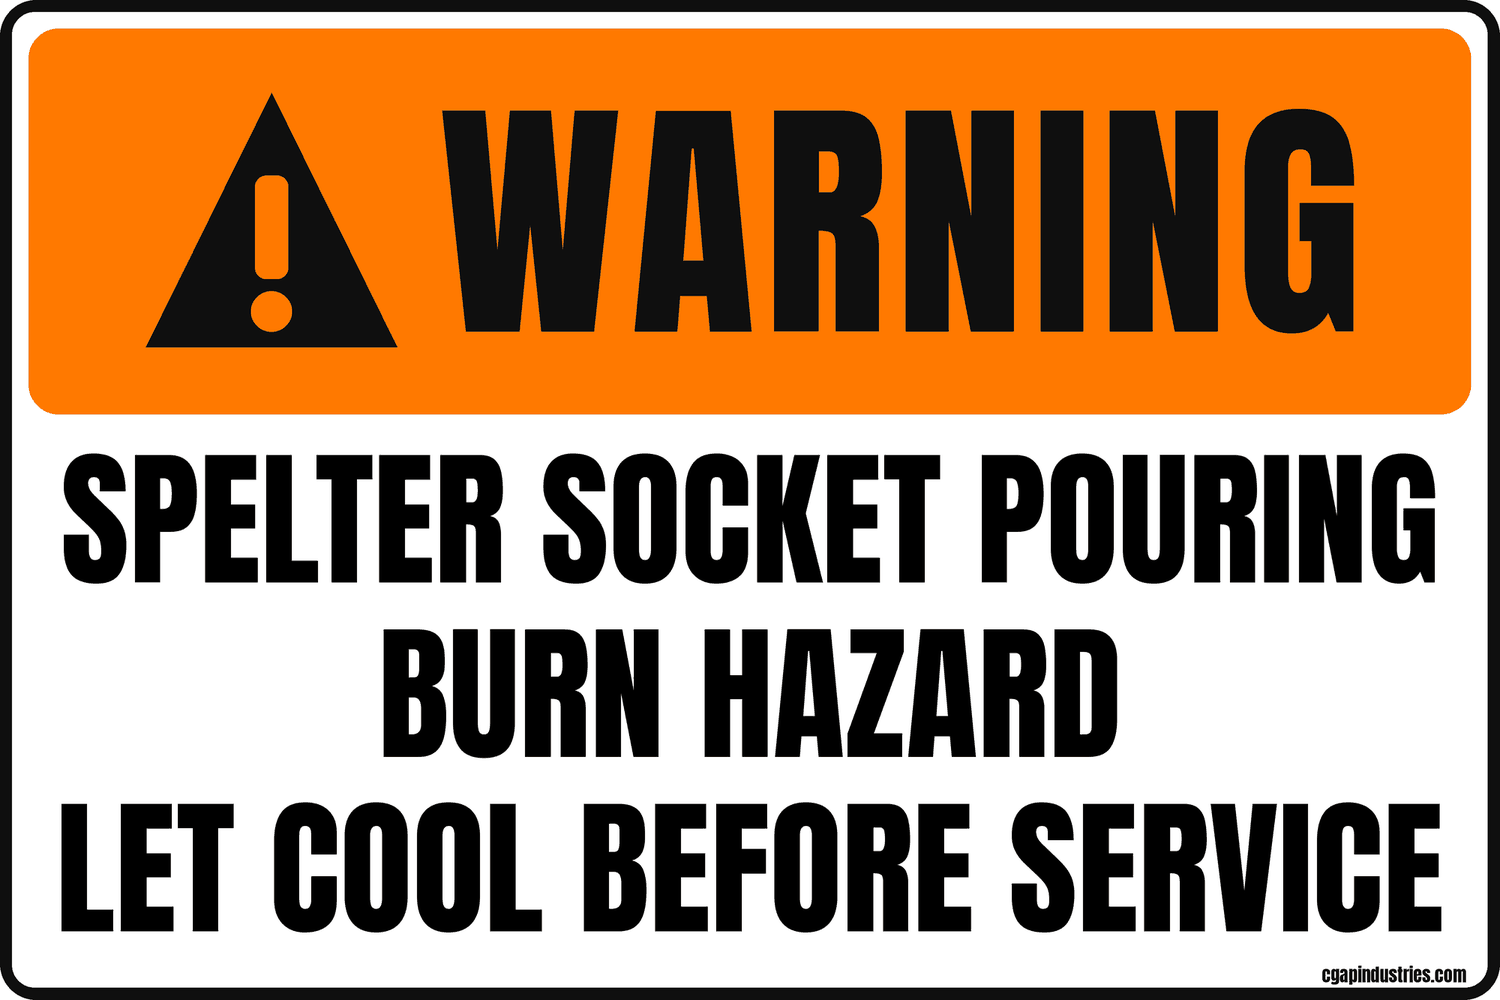 WARNING
SPELTER SOCKET POURING
BURN HAZARD
LET COOL BEFORE SERVICE
cgapindustries.com